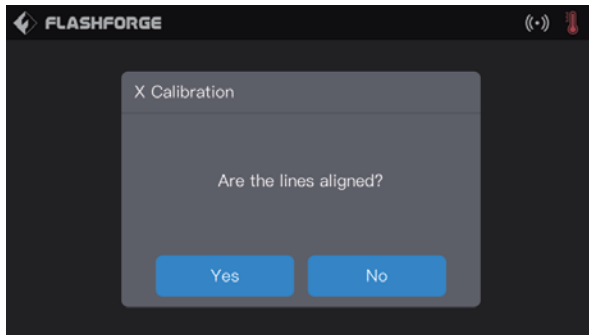 FLASHFORGE
X Calibration
Are the lines aligned?
Yes
No